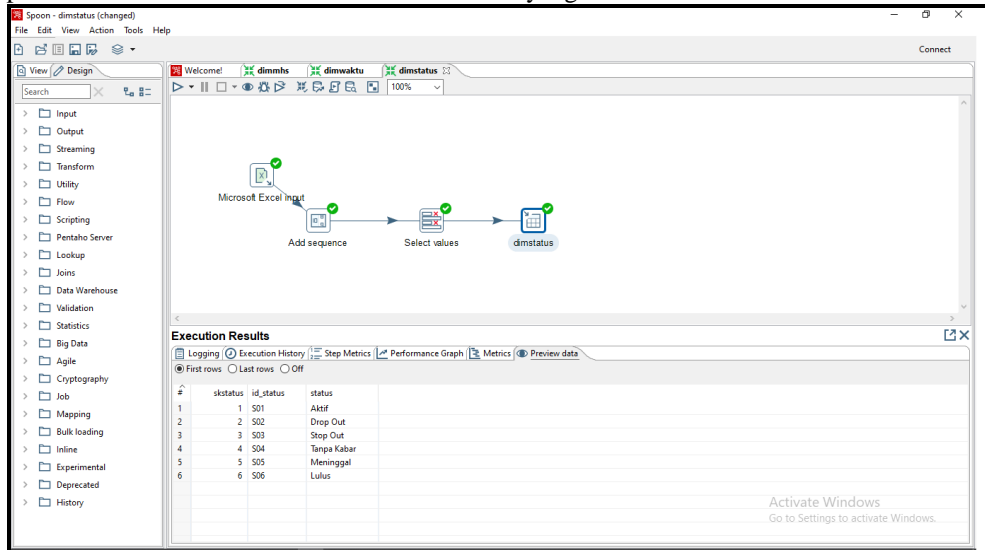 Spoon - dimstatus (changed)
File Edit View Action Tools Help
Connect
View Design
Search
Input
Output
Streaming
Transform
Utility
Flow
Scripting
Pentaho Server
Lookup
Joins
Data Warehouse
Validation
Statistics
Big Data
Agile
Cryptography
Job
Mapping
Bulk loading
Inline
Experimental
Deprecated
History
Welcome! dimmhs dimwaktu dimstatus
100%
Microsoft Excel Input
Add sequence Select values dimstatus
Execution Results
Logging Execution History Step Metrics Performance Graph Metrics Preview data
First rows Last rows Off
# skstatus id_status status
1 1 S01 Aktif
2 2 S02 Drop Out
3 3 S03 Stop Out
4 4 S04 Tanpa Kabar
5 5 S05 Meninggal
6 6 S06 Lulus
Activate Windows
Go to Settings to activate Windows.